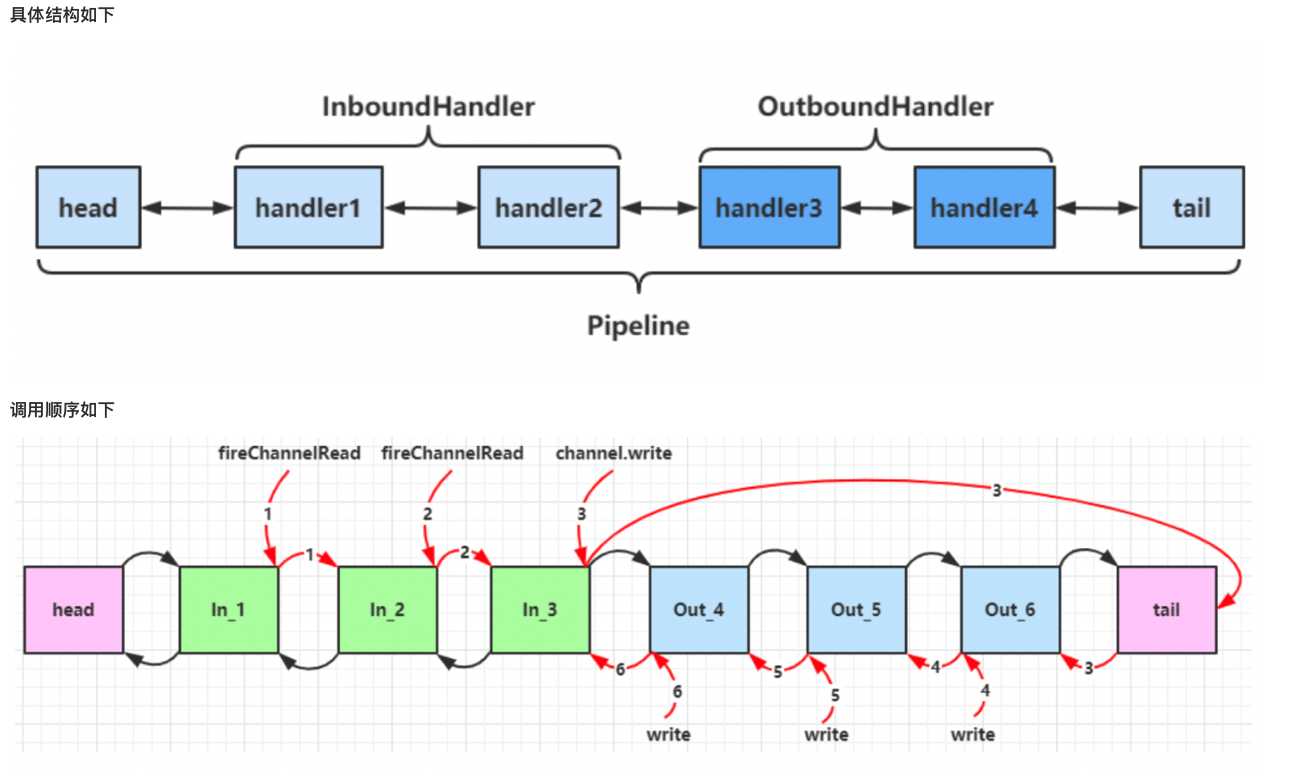 具体结构如下
InboundHandler OutboundHandler
head handler1 handler2 handler3 handler4 tail
Pipeline
调用顺序如下
fireChannelRead fireChannelRead channel.write
3
1 2 3
1 2
head In_1 In_2 In_3 Out_4 Out_5 Out_6 tail
6 5 4 3
6 5 4
write write write